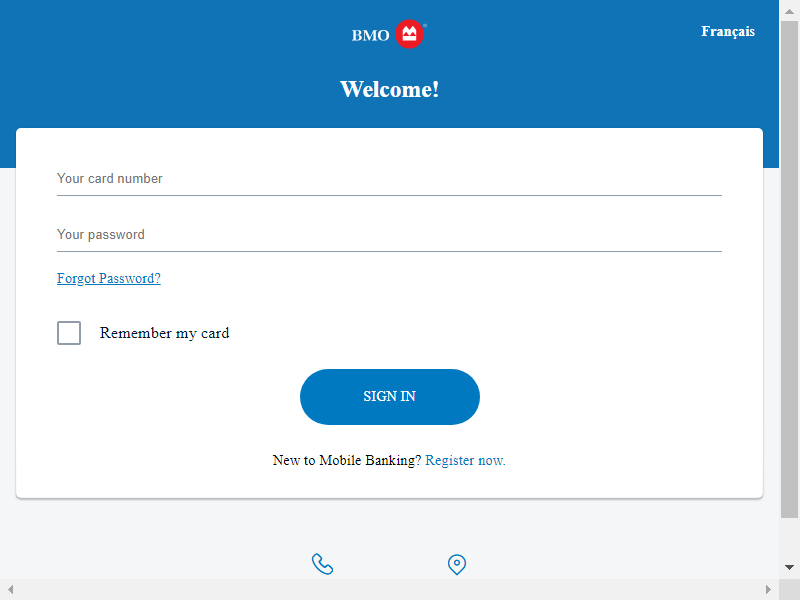 BMO
Français
Welcome!
Your card number
Your password
Forgot Password?
Remember my card
SIGN IN
New to Mobile Banking? Register now.